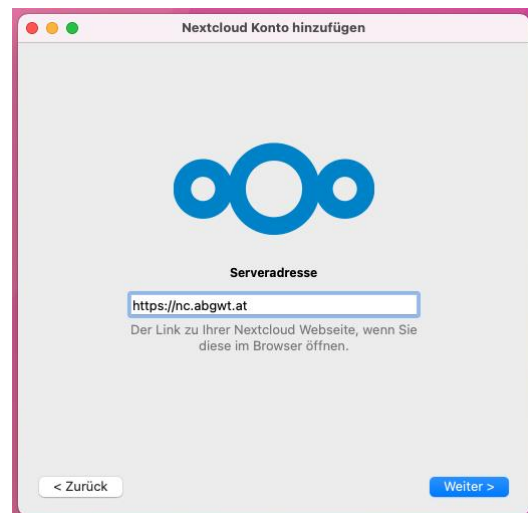 Nextcloud Konto hinzufügen
Serveradresse
https://nc.abgwt.at
Der Link zu Ihrer Nextcloud Webseite, wenn Sie
diese im Browser öffnen.
< Zurück
Weiter >